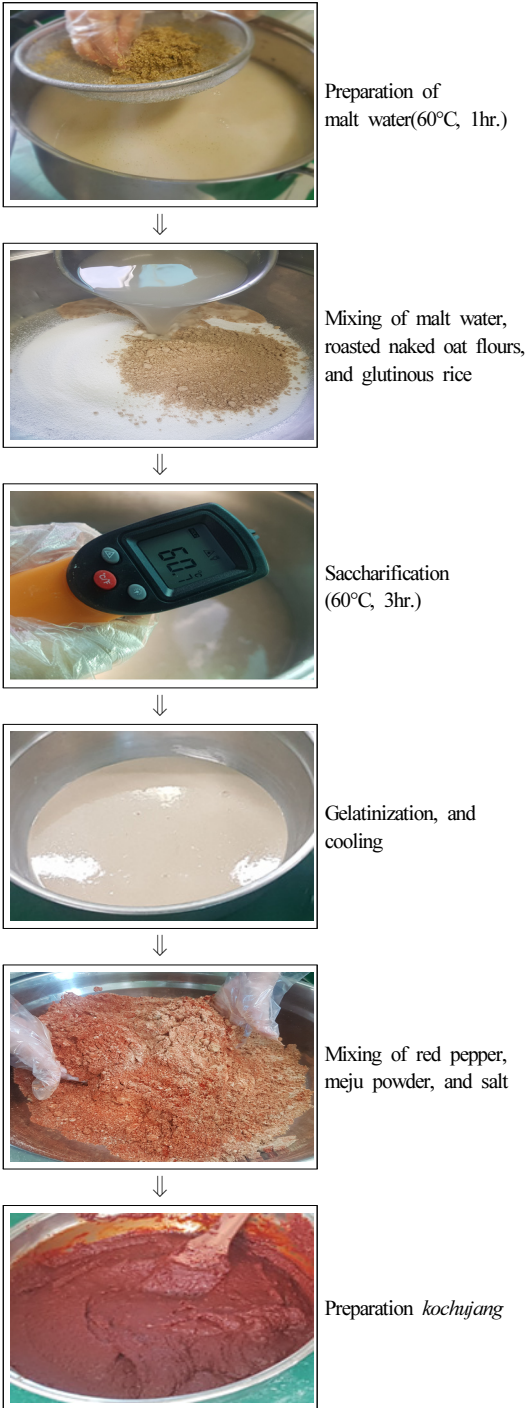 Preparation of
malt water(60°C, 1hr.)
⇓
Mixing of malt water,
roasted naked oat flours,
and glutinous rice
⇓
60.7
Saccharification
(60°C, 3hr.)
⇓
Gelatinization, and
cooling
⇓
Mixing of red pepper,
meju powder, and salt
⇓
Preparation kochujang